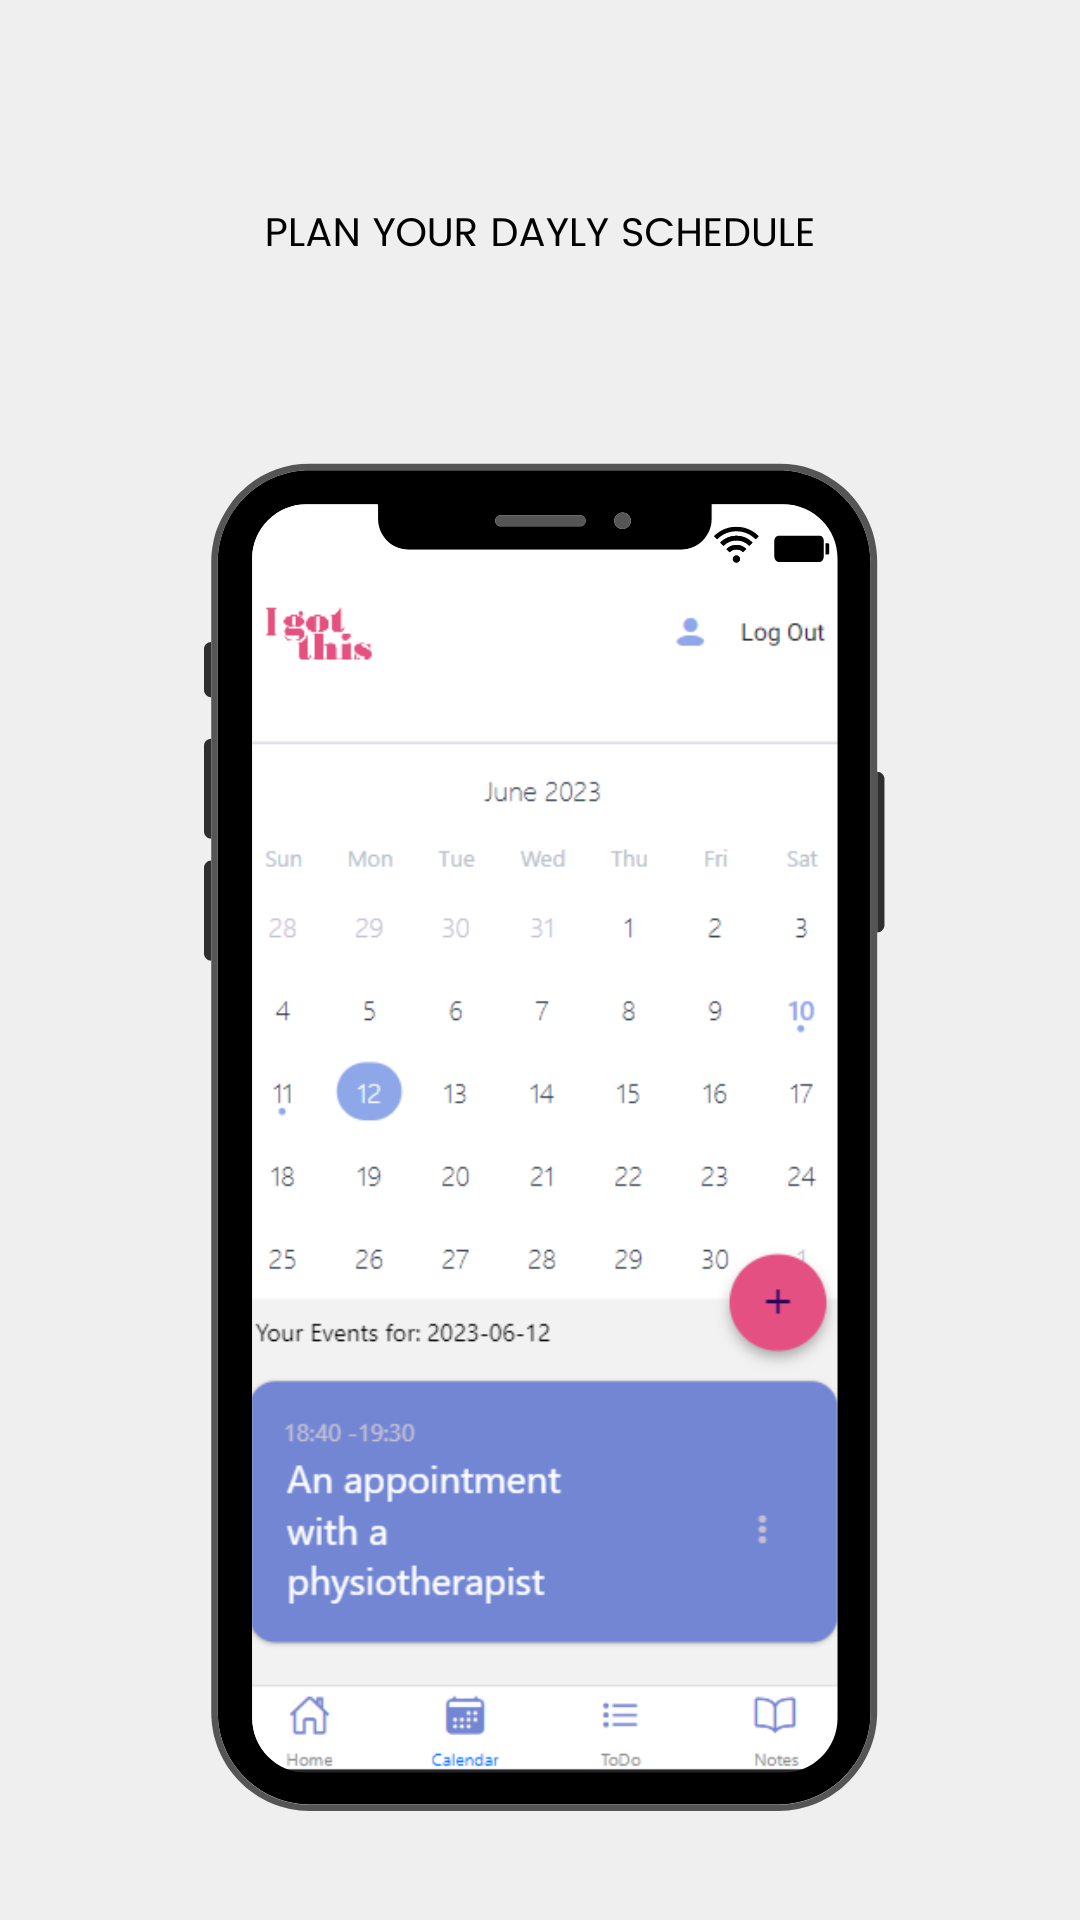 PLAN YOUR DAYLY SCHEDULE
I got
this
Log Out
June 2023
Sun Mon Tue Wed Thu Fri Sat
28 29 30 31 1 2 3
4 5 6 7 8 9 10
11 12 13 14 15 16 17
18 19 20 21 22 23 24
25 26 27 28 29 30 1
+
Your Events for: 2023-06-12
18:40 -19:30
An appointment
with a
physiotherapist
Home Calendar ToDo Notes